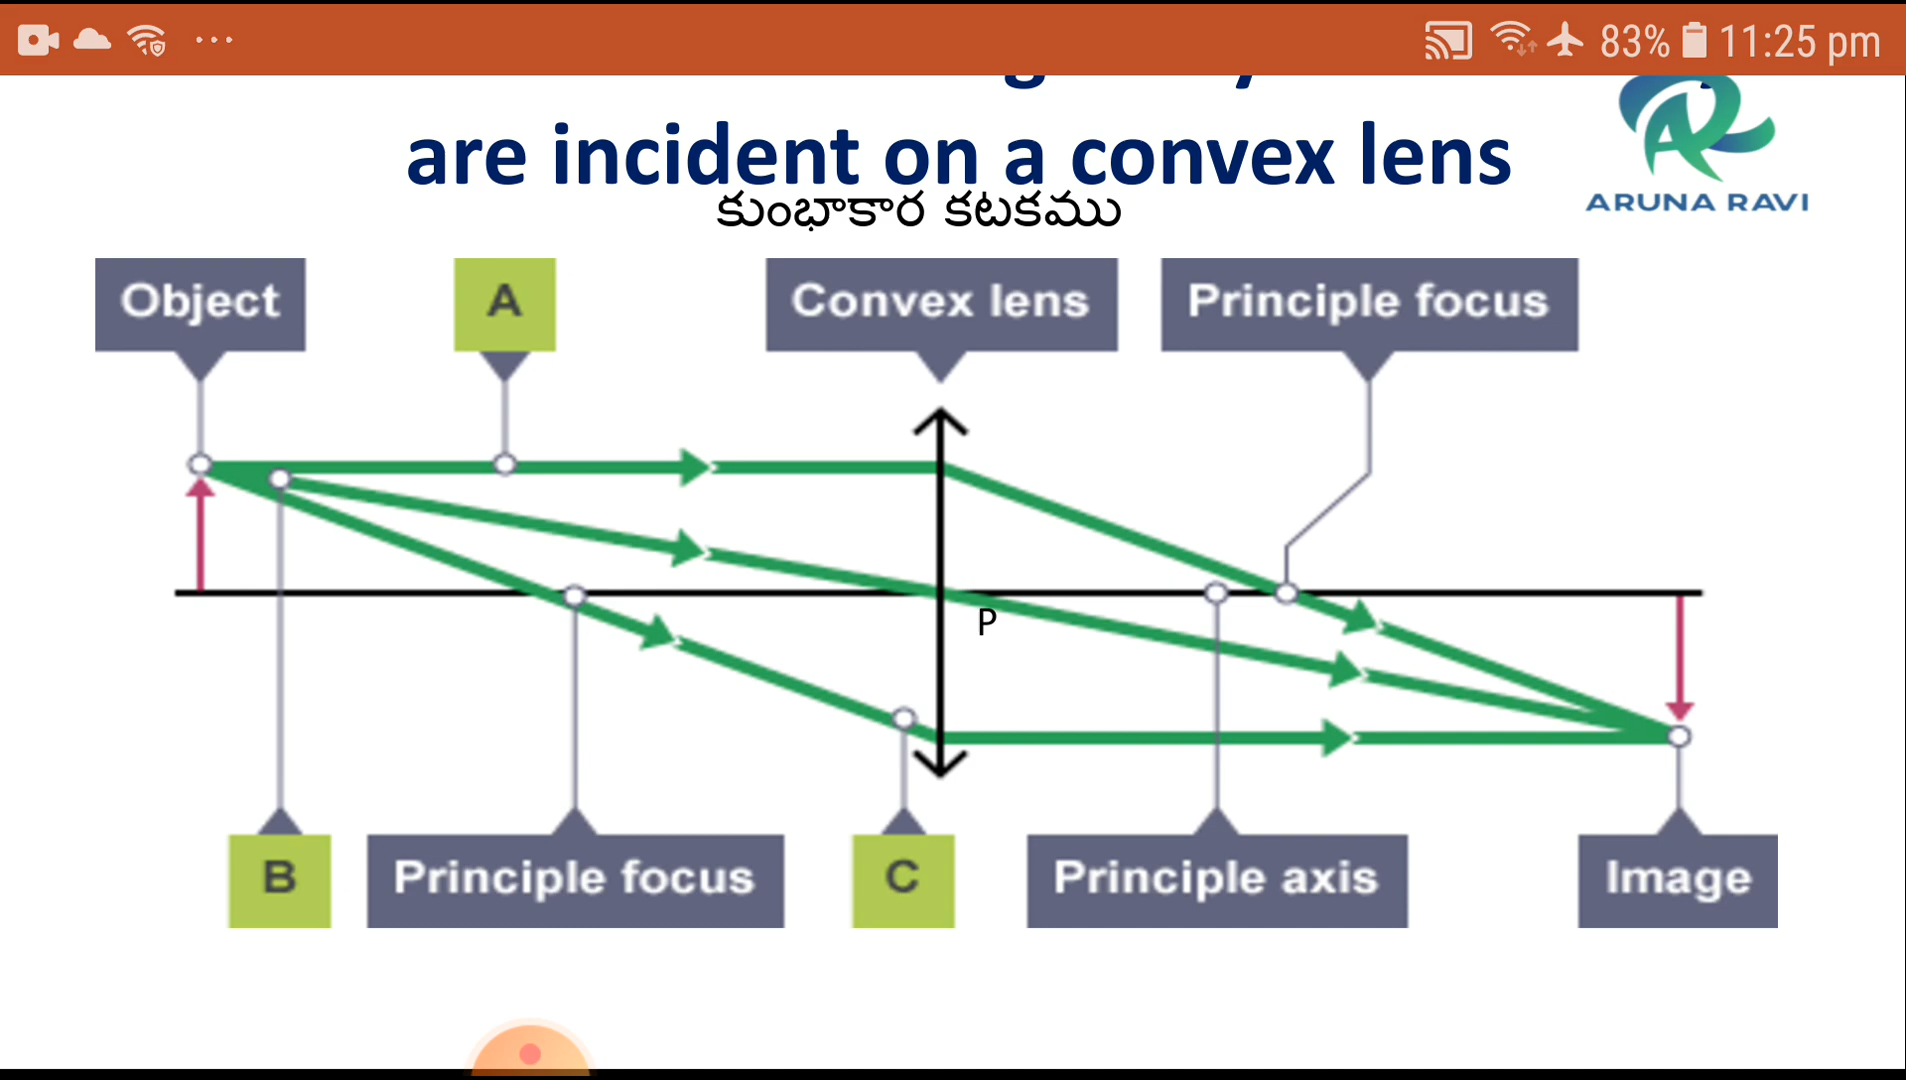 83% 11:25 pm
are incident on a convex lens
కుంభాకార కటకము
ARUNA RAVI
Object
A
Convex lens
Principle focus
P
B
Principle focus
C
Principle axis
Image